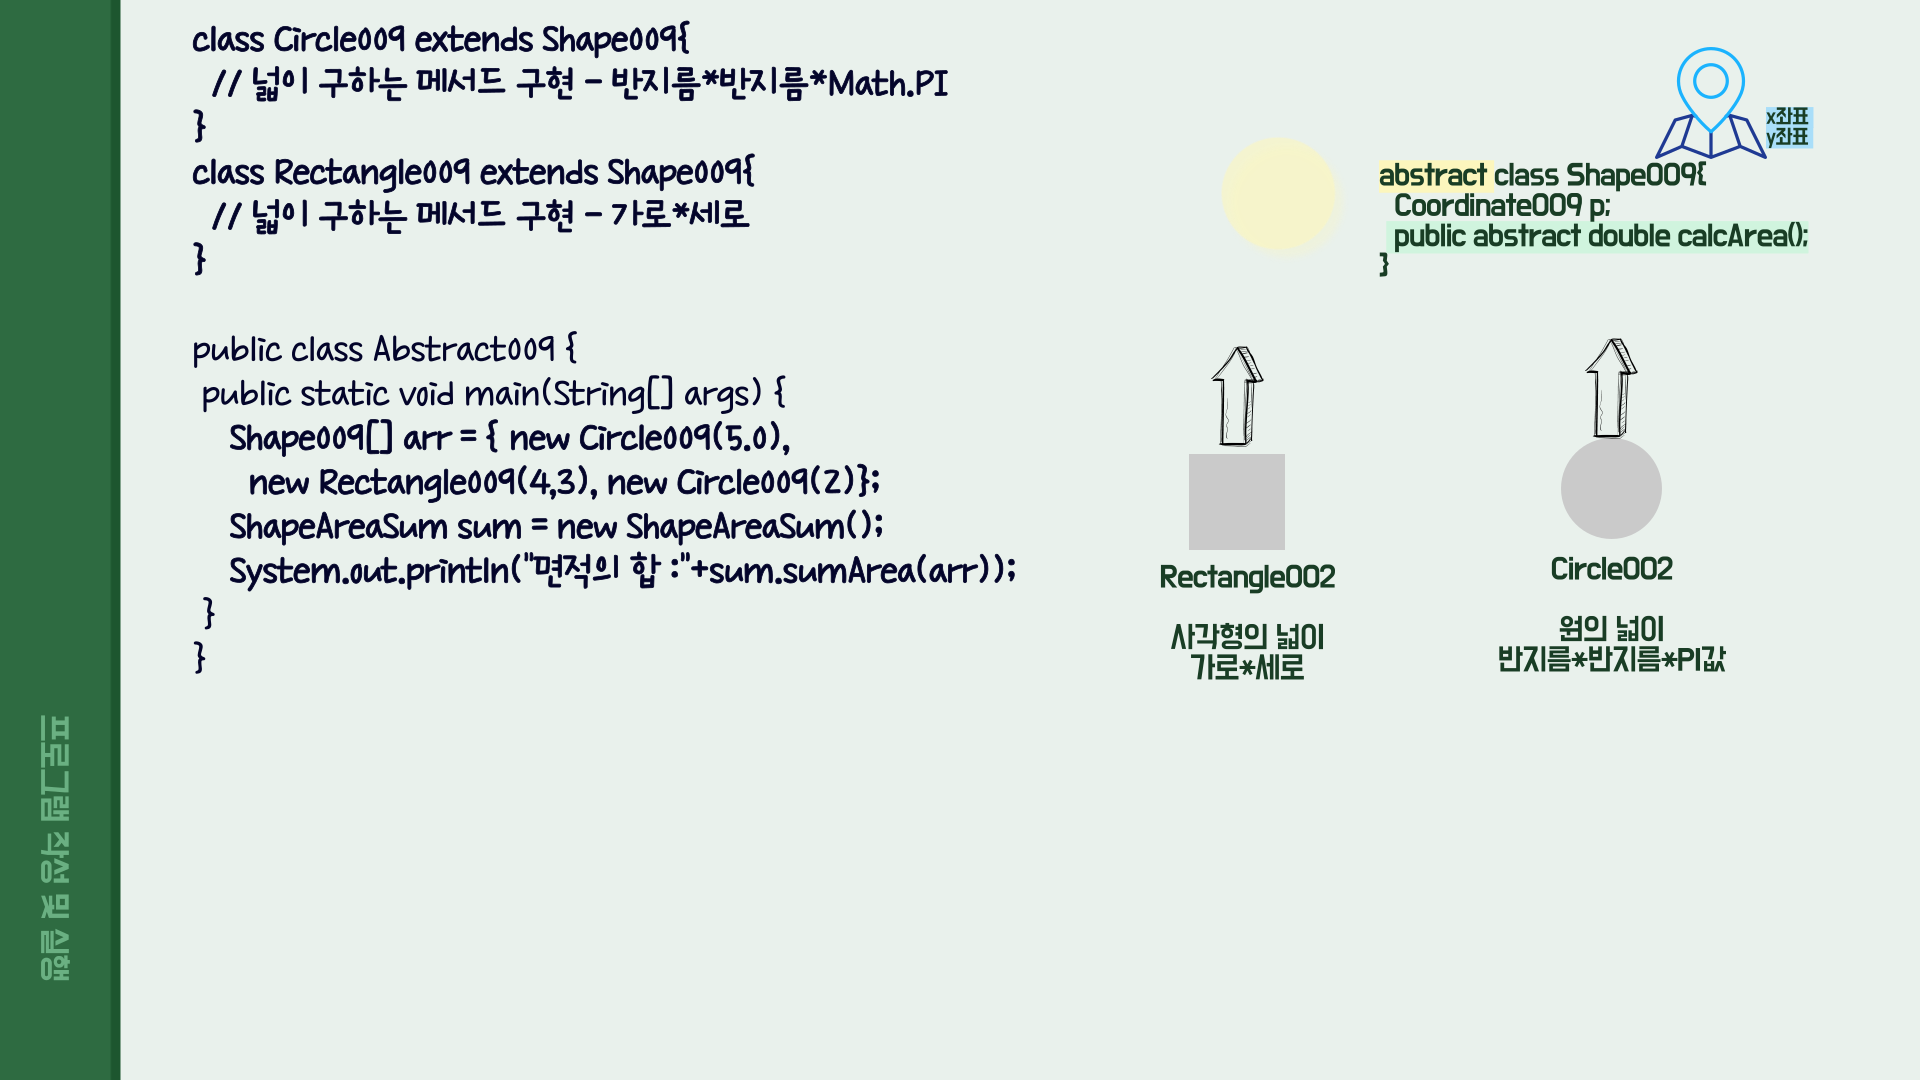 class Circle009 extends Shape009{
// 넓이 구하는 메서드 구현 - 반지름*반지름*Math.PI
}
class Rectangle009 extends Shape009{
// 넓이 구하는 메서드 구현 - 가로*세로
}
public class Abstract009 {
public static void main(String[] args) {
Shape009[] arr = { new Circle009(5.0),
new Rectangle009(4,3), new Circle009(2)};
ShapeAreaSum sum = new ShapeAreaSum();
System.out.println("면적의 합 :"+sum.sumArea(arr));
}
}
x좌표
y좌표
abstract class Shape009{
Coordinate009 p;
public abstract double calcArea();
}
Rectangle002
사각형의 넓이
가로*세로
Circle002
원의 넓이
반지름*반지름*PI값
프로그램 작성 및 실행